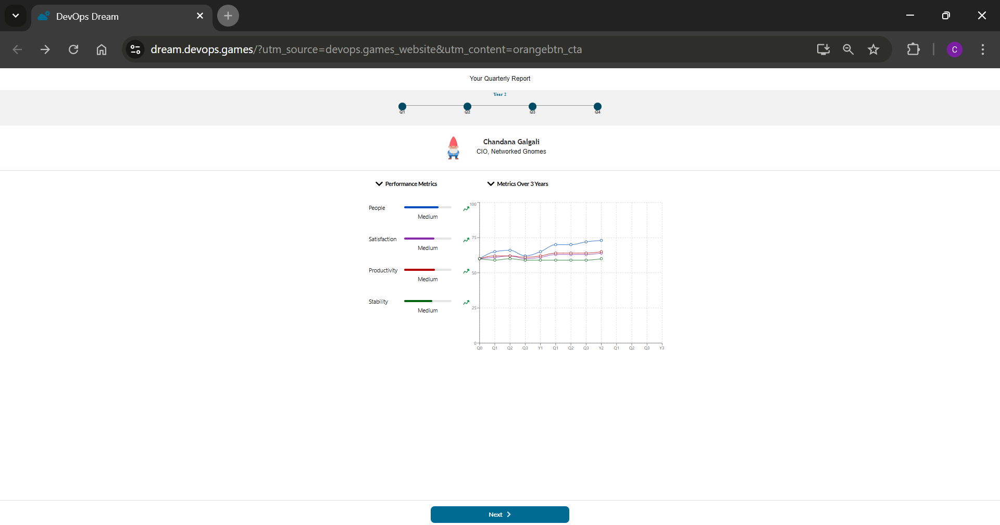 DevOps Dream
dream.devops.games/?utm_source=devops.games_website&utm_content=orangebtn_cta
C
Your Quarterly Report
Year 2
Q1 Q2 Q3 Q4
Chandana Galgali
CIO, Networked Gnomes
Performance Metrics
People
Medium
Satisfaction
Medium
Productivity
Medium
Stability
Medium
Metrics Over 3 Years
100
75
50
25
0
Q0 Q1 Q2 Q3 Y1 Q1 Q2 Q3 Y2 Q1 Q2 Q3 Y3
Next